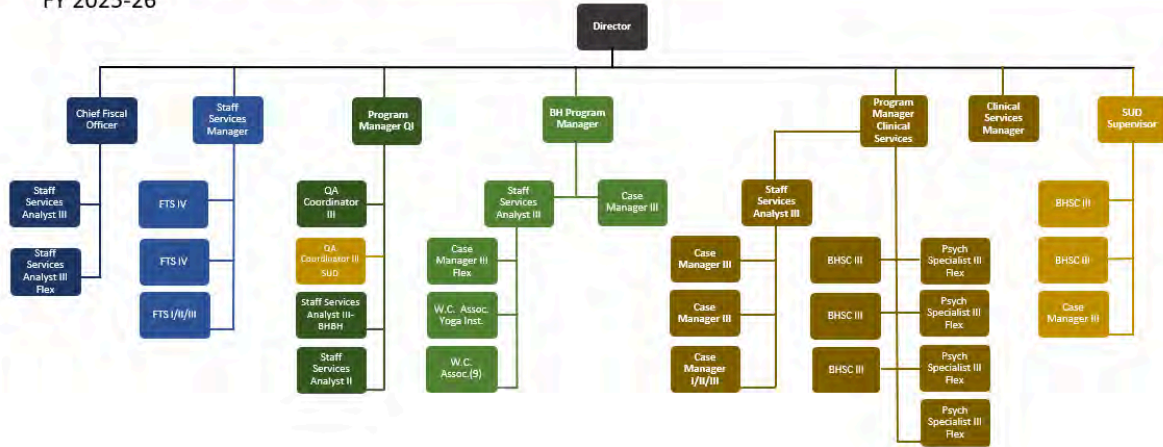 FY 2025-26
Director
Chief Fiscal
Officer
Staff
Services
Manager
Program
Manager QI
BH Program
Manager
Program
Manager
Clinical
Services
Clinical
Services
Manager
SUD
Supervisor
Staff
Services
Analyst III
Staff
Services
Analyst III
Flex
FTS IV
FTS IV
FTS I/II/III
QA
Coordinator
III
QA
Coordinator III
SUD
Staff Services
Analyst III-
BHBH
Staff
Services
Analyst II
Staff
Services
Analyst III
Case
Manager III
Case
Manager III
Flex
W.C. Assoc.
Yoga Inst.
W.C.
Assoc.(9)
Staff
Services
Analyst III
Case
Manager III
Case
Manager III
Case
Manager
I/II/III
BHSC III
BHSC III
BHSC III
Psych
Specialist III
Flex
Psych
Specialist III
Flex
Psych
Specialist III
Flex
Psych
Specialist III
Flex
BHSC III
BHSC III
Case
Manager III